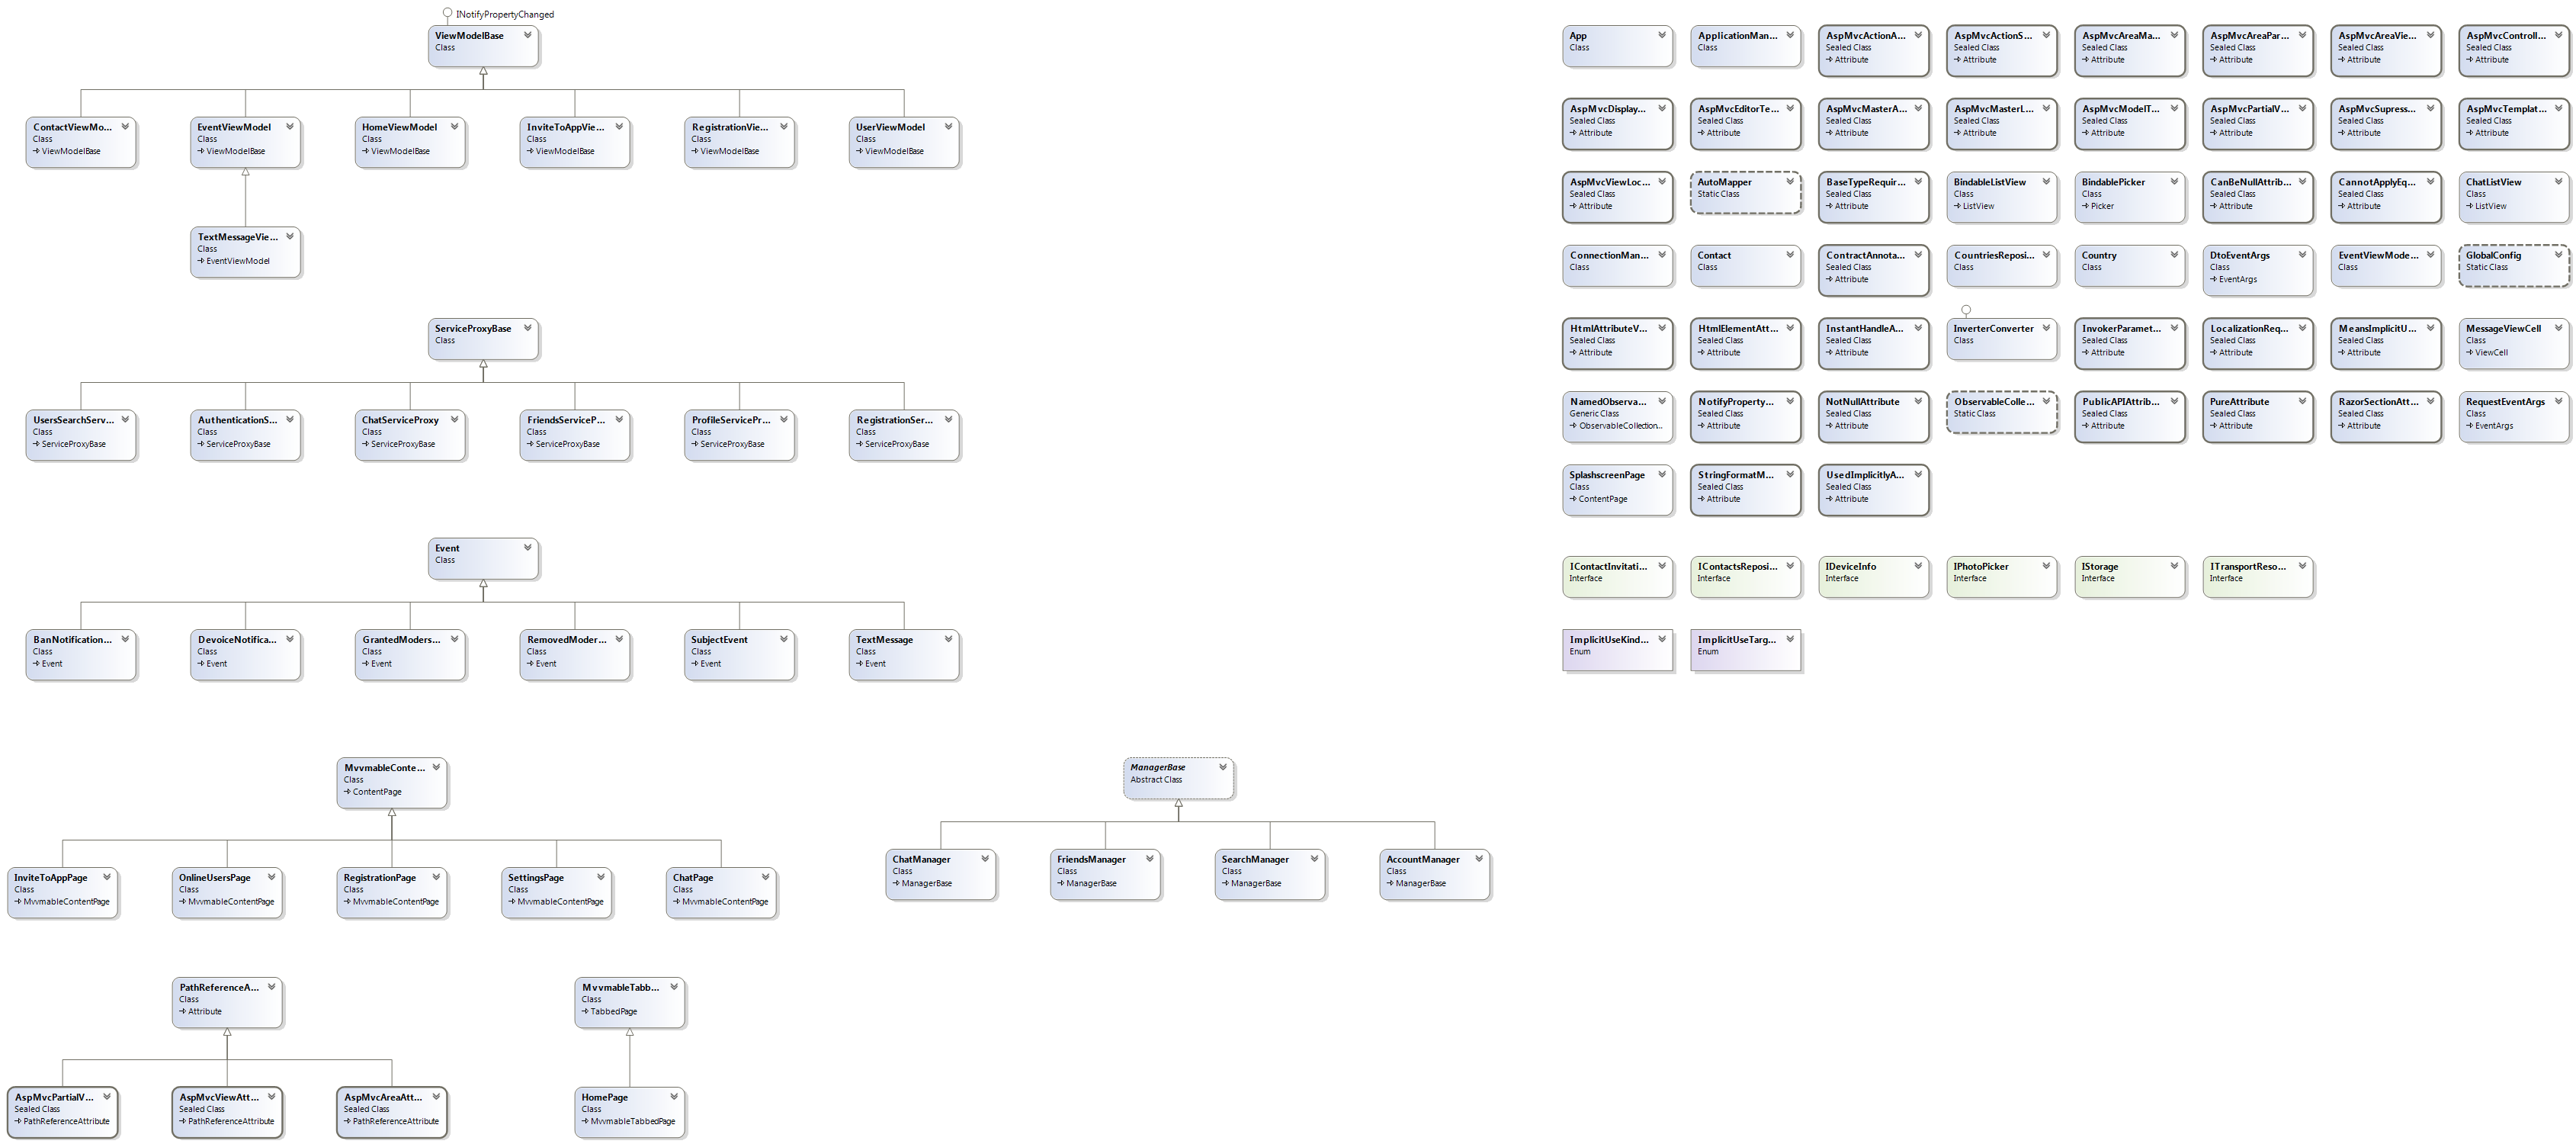 INotifyPropertyChanged
ViewModelBase
Class
ContactViewMo...
Class
ViewModelBase
EventViewModel
Class
ViewModelBase
HomeViewModel
Class
ViewModelBase
InviteToAppVie...
Class
ViewModelBase
RegistrationVie...
Class
ViewModelBase
UserViewModel
Class
ViewModelBase
TextMessageVie...
Class
EventViewModel
ServiceProxyBase
Class
UsersSearchServ...
Class
ServiceProxyBase
AuthenticationS...
Class
ServiceProxyBase
ChatServiceProxy
Class
ServiceProxyBase
FriendsServiceP...
Class
ServiceProxyBase
ProfileServicePr...
Class
ServiceProxyBase
RegistrationSer...
Class
ServiceProxyBase
Event
Class
BanNotification...
Class
Event
DevoiceNotifica...
Class
Event
GrantedModers...
Class
Event
RemovedModer...
Class
Event
SubjectEvent
Class
Event
TextMessage
Class
Event
MvvmableConte...
Class
ContentPage
InviteToAppPage
Class
MvvmableContentPage
OnlineUsersPage
Class
MvvmableContentPage
RegistrationPage
Class
MvvmableContentPage
SettingsPage
Class
MvvmableContentPage
ChatPage
Class
MvvmableContentPage
ManagerBase
Abstract Class
ChatManager
Class
ManagerBase
FriendsManager
Class
ManagerBase
SearchManager
Class
ManagerBase
AccountManager
Class
ManagerBase
PathReferenceA...
Class
Attribute
AspMvcPartialV...
Sealed Class
PathReferenceAttribute
AspMvcViewAtt...
Sealed Class
PathReferenceAttribute
AspMvcAreaAtt...
Sealed Class
PathReferenceAttribute
MvvmableTabb...
Class
TabbedPage
HomePage
Class
MvvmableTabbedPage
App
Class
ApplicationMan...
Class
AspMvcActionA...
Sealed Class
Attribute
AspMvcActionS...
Sealed Class
Attribute
AspMvcAreaMa...
Sealed Class
Attribute
AspMvcAreaPar...
Sealed Class
Attribute
AspMvcAreaVie...
Sealed Class
Attribute
AspMvcControll...
Sealed Class
Attribute
AspMvcDisplay...
Sealed Class
Attribute
AspMvcEditorTe...
Sealed Class
Attribute
AspMvcMasterA...
Sealed Class
Attribute
AspMvcMasterL...
Sealed Class
Attribute
AspMvcModelT...
Sealed Class
Attribute
AspMvcPartialV...
Sealed Class
Attribute
AspMvcSupress...
Sealed Class
Attribute
AspMvcTemplat...
Sealed Class
Attribute
AspMvcViewLoc...
Sealed Class
Attribute
AutoMapper
Static Class
BaseTypeRequir...
Sealed Class
Attribute
BindableListView
Class
ListView
BindablePicker
Class
Picker
CanBeNullAttrib...
Sealed Class
Attribute
CannotApplyEq...
Sealed Class
Attribute
ChatListView
Class
ListView
ConnectionMan...
Class
Contact
Class
ContractAnnota...
Sealed Class
Attribute
CountriesReposi...
Class
Country
Class
DtoEventArgs
Class
EventArgs
EventViewMode...
Class
GlobalConfig
Static Class
HtmlAttributeV...
Sealed Class
Attribute
HtmlElementAtt...
Sealed Class
Attribute
InstantHandleA...
Sealed Class
Attribute
InverterConverter
Class
InvokerParamet...
Sealed Class
Attribute
LocalizationReq...
Sealed Class
Attribute
MeansImplicitU...
Sealed Class
Attribute
MessageViewCell
Class
ViewCell
NamedObserva...
Generic Class
ObservableCollection...
NotifyProperty...
Sealed Class
Attribute
NotNullAttribute
Sealed Class
Attribute
ObservableColle...
Static Class
PublicAPIAttrib...
Sealed Class
Attribute
PureAttribute
Sealed Class
Attribute
RazorSectionAtt...
Sealed Class
Attribute
RequestEventArgs
Class
EventArgs
SplashscreenPage
Class
ContentPage
StringFormatM...
Sealed Class
Attribute
UsedImplicitlyA...
Sealed Class
Attribute
IContactInvitati...
Interface
IContactsReposi...
Interface
IDeviceInfo
Interface
IPhotoPicker
Interface
IStorage
Interface
ITransportReso...
Interface
ImplicitUseKind...
Enum
ImplicitUseTarg...
Enum